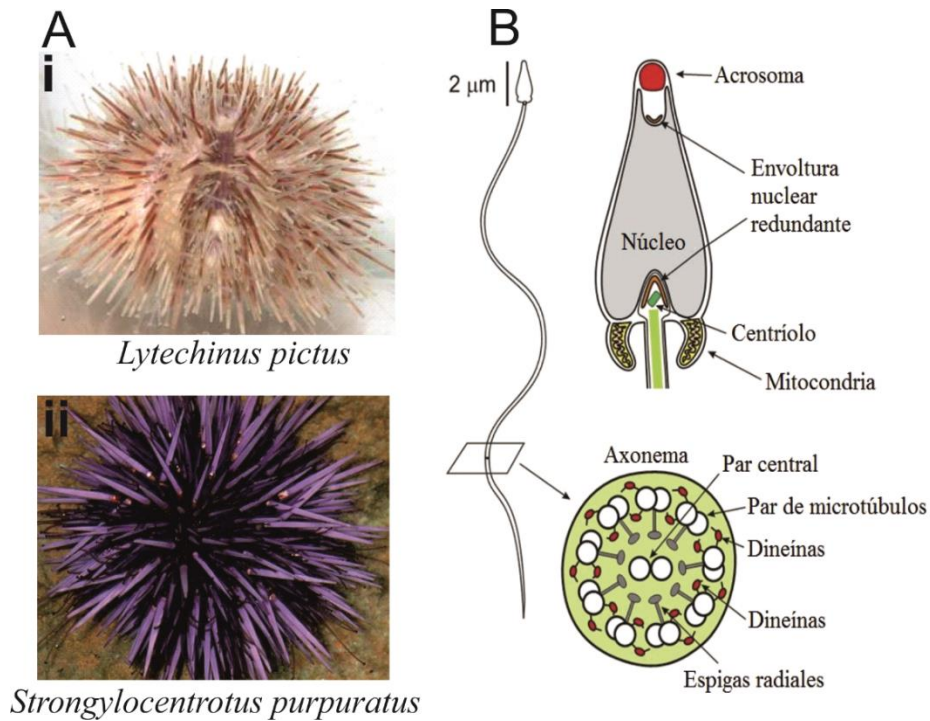 A
i
Lytechinus pictus
ii
Strongylocentrotus purpuratus
B
2 μm
Acrosoma
Envoltura
nuclear
redundante
Núcleo
Centríolo
Mitocondria
Axonema
Par central
Par de microtúbulos
Dineínas
Dineínas
Espigas radiales